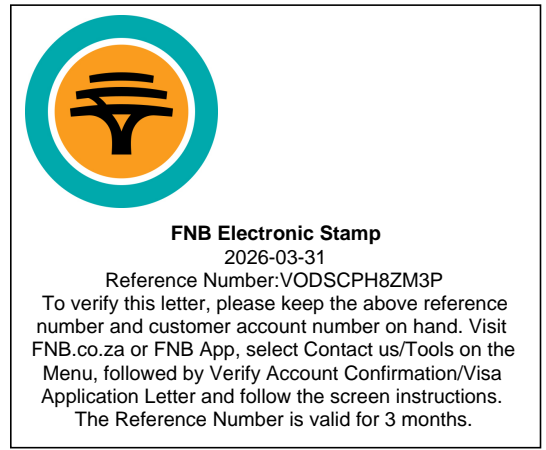 FNB Electronic Stamp
2026-03-31
Reference Number:VODSCPH8ZM3P
To verify this letter, please keep the above reference
number and customer account number on hand. Visit
FNB.co.za or FNB App, select Contact us/Tools on the
Menu, followed by Verify Account Confirmation/Visa
Application Letter and follow the screen instructions.
The Reference Number is valid for 3 months.